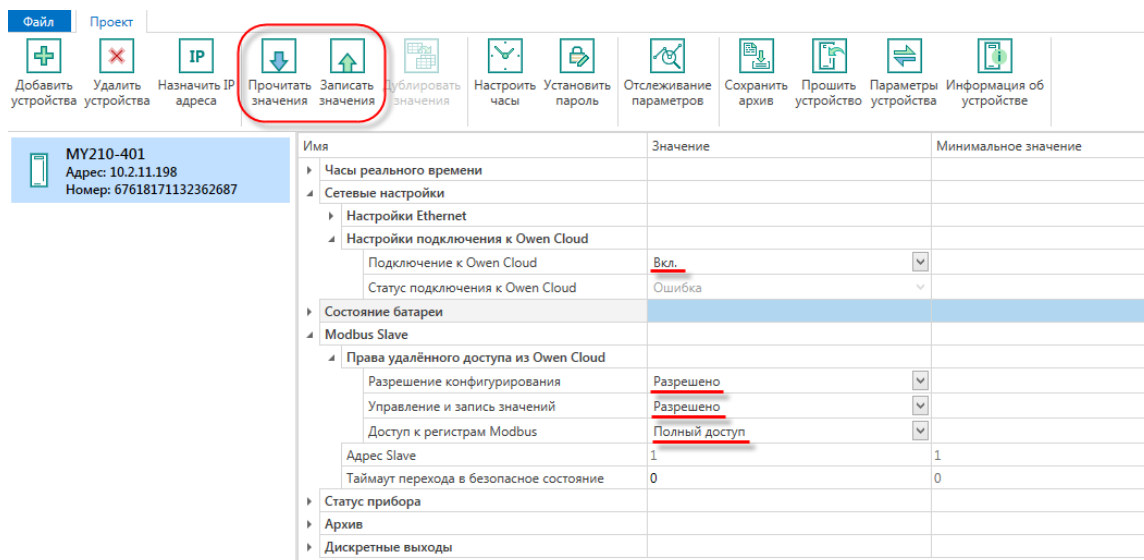 Файл Проект
Добавить устройства
Удалить устройства
Назначить IP адреса
Прочитать значения
Записать значения
Дублировать значения
Настроить часы
Установить пароль
Отслеживание параметров
Сохранить архив
Прошить устройство
Параметры устройства
Информация об устройстве
IP
МУ210-401
Адрес: 10.2.11.198
Номер: 67618171132362687
Имя Значение Минимальное значение
Часы реального времени
Сетевые настройки
Настройки Ethernet
Настройки подключения к Owen Cloud
Подключение к Owen Cloud Вкл.
Статус подключения к Owen Cloud Ошибка
Состояние батареи
Modbus Slave
Права удалённого доступа из Owen Cloud
Разрешение конфигурирования Разрешено
Управление и запись значений Разрешено
Доступ к регистрам Modbus Полный доступ
Адрес Slave 1 1
Таймаут перехода в безопасное состояние 0 0
Статус прибора
Архив
Дискретные выходы